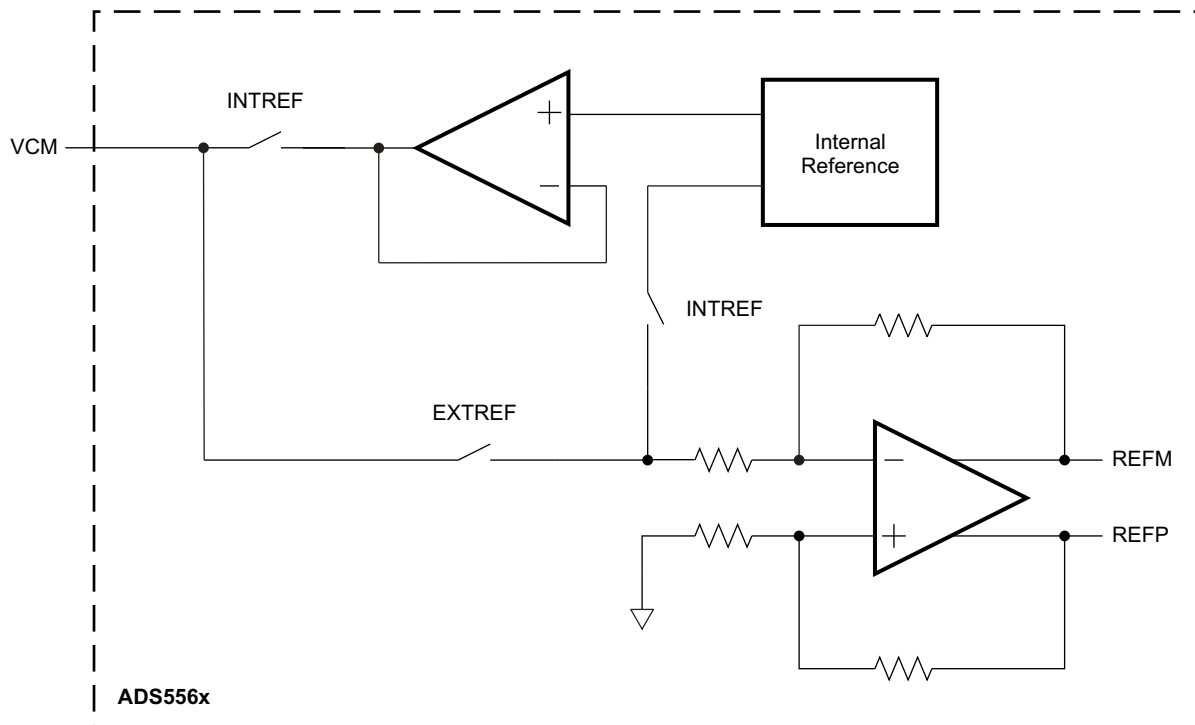 INTREF
VCM
+
−
Internal
Reference
INTREF
EXTREF
−
REFM
+
REFP
ADS556x